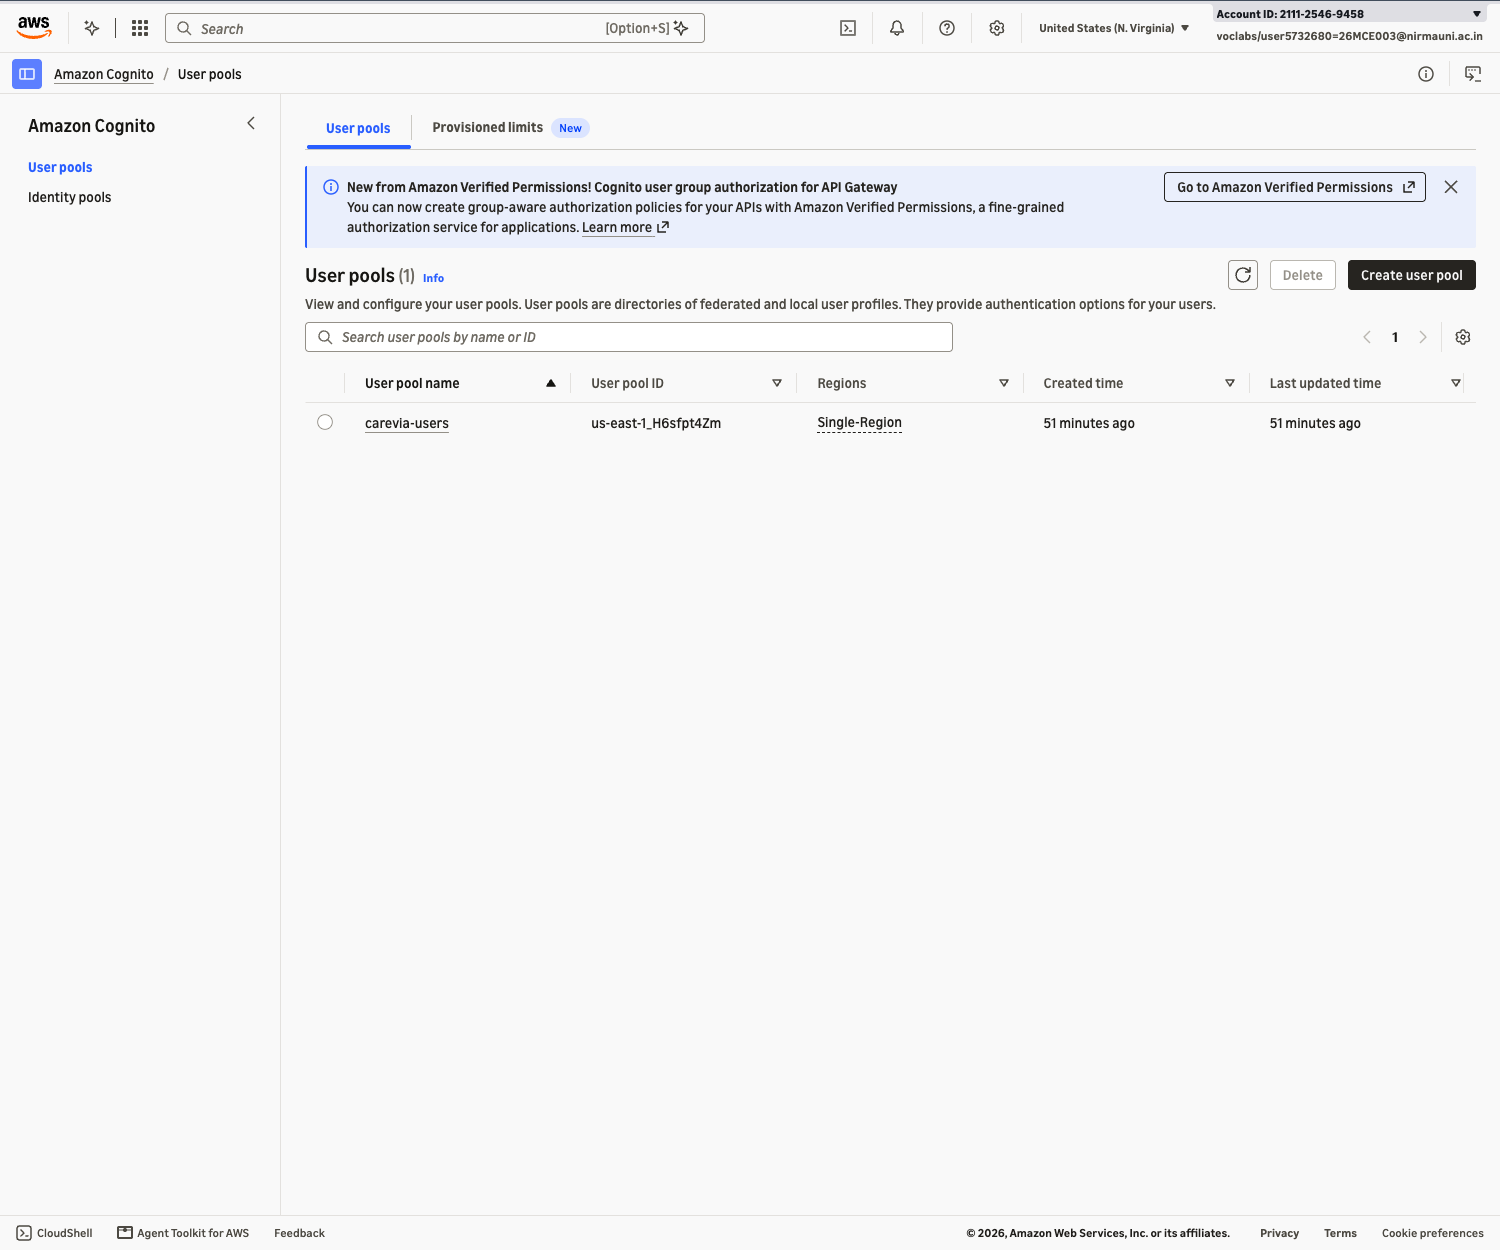 aws
Search
[Option+S]
United States (N. Virginia)
Account ID: 2111-2546-9458
voclabs/user5732680=26MCE003@nirmauni.ac.in
Amazon Cognito / User pools
Amazon Cognito
User pools
Identity pools
User pools
Provisioned limits New
New from Amazon Verified Permissions! Cognito user group authorization for API Gateway
You can now create group-aware authorization policies for your APIs with Amazon Verified Permissions, a fine-grained
authorization service for applications. Learn more
Go to Amazon Verified Permissions
User pools (1) Info
Delete
Create user pool
View and configure your user pools. User pools are directories of federated and local user profiles. They provide authentication options for your users.
Search user pools by name or ID
1
User pool name User pool ID Regions Created time Last updated time
carevia-users us-east-1_H6sfpt4Zm Single-Region 51 minutes ago 51 minutes ago
CloudShell Agent Toolkit for AWS Feedback
© 2026, Amazon Web Services, Inc. or its affiliates. Privacy Terms Cookie preferences